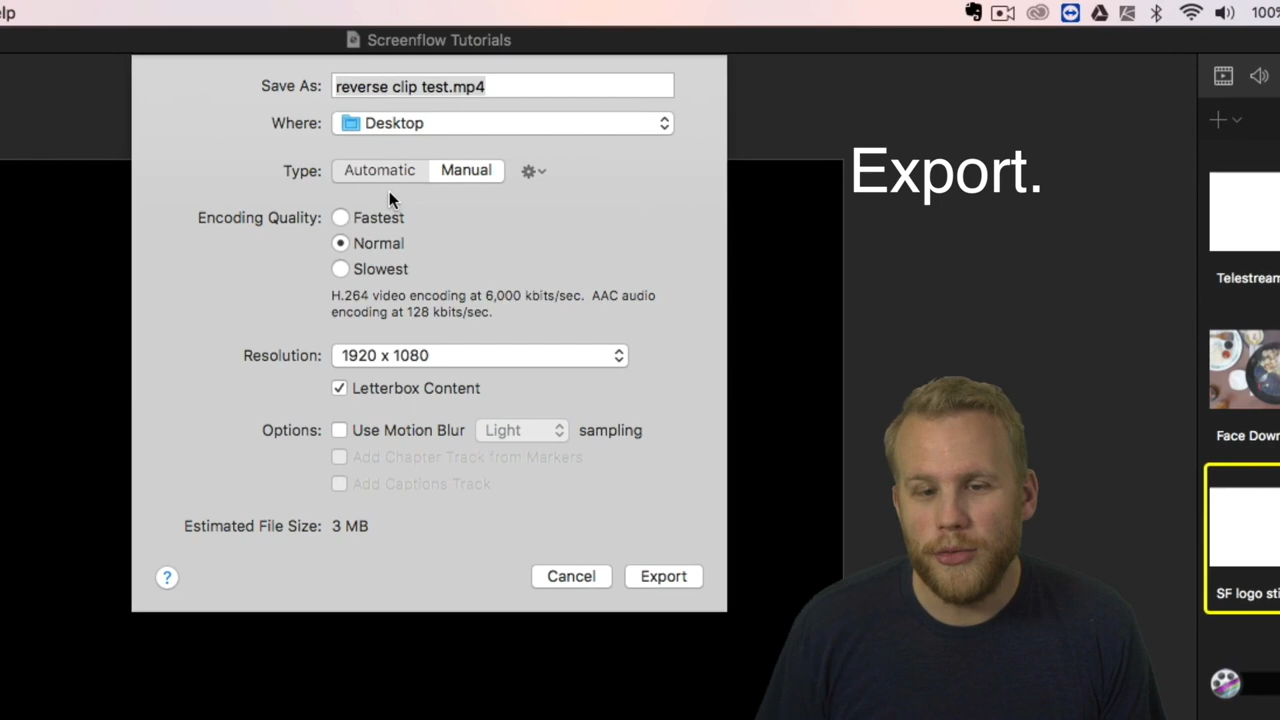 elp
100%
Screenflow Tutorials
Save As: reverse clip test.mp4
Where: Desktop
Type: Automatic Manual
Export.
Encoding Quality: Fastest
Normal
Slowest
H.264 video encoding at 6,000 kbits/sec. AAC audio
encoding at 128 kbits/sec.
Telestream
Resolution: 1920 x 1080
Letterbox Content
Options: Use Motion Blur Light sampling
Face Down
Add Chapter Track from Markers
Add Captions Track
Estimated File Size: 3 MB
? Cancel Export
SF logo sti